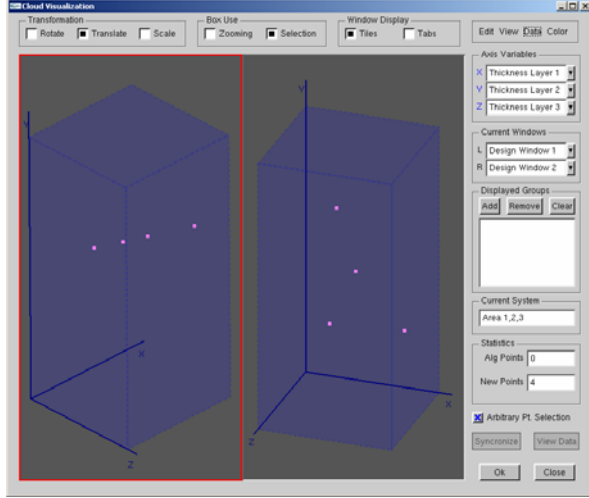 Cloud Visualization
Transformation
Rotate Translate Scale
Box Use
Zooming Selection
Window Display
Tiles Tabs
Edit View Data Color
Axis Variables
X Thickness Layer 1
Y Thickness Layer 2
Z Thickness Layer 3
Current Windows
L Design Window 1
R Design Window 2
Displayed Groups
Add Remove Clear
Current System
Area 1,2,3
Statistics
Alg Points 0
New Points 4
Arbitrary Pt. Selection
Syncronize View Data
Ok Close
Y
X
Z
Y
X
Z